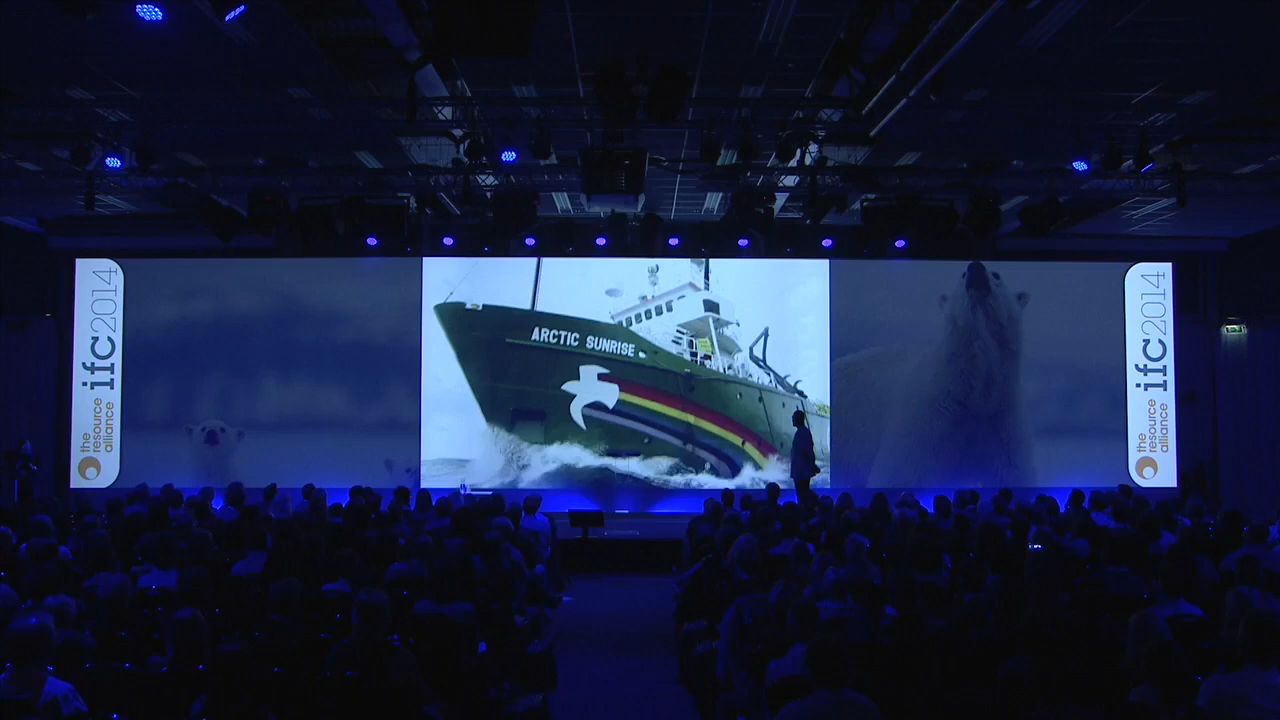 ifc2014
the
resource
alliance
ARCTIC SUNRISE
ifc2014
the
resource
alliance